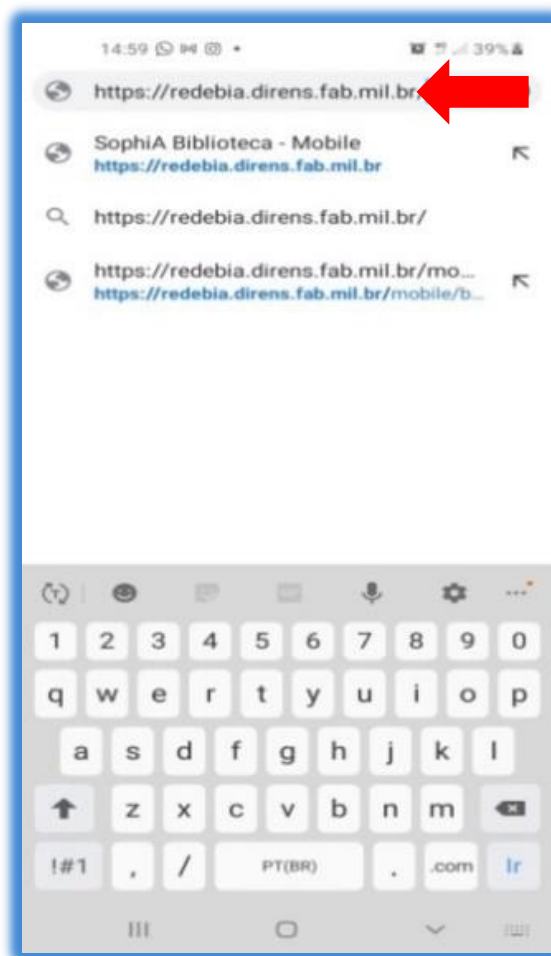 14:59 39%
https://redebia.direns.fab.mil.br/
SophiA Biblioteca - Mobile
https://redebia.direns.fab.mil.br
https://redebia.direns.fab.mil.br/
https://redebia.direns.fab.mil.br/mo...
https://redebia.direns.fab.mil.br/mobile/b...
1 2 3 4 5 6 7 8 9 0
q w e r t y u i o p
a s d f g h j k l
z x c v b n m
!#1 , / PT(BR) . .com Ir